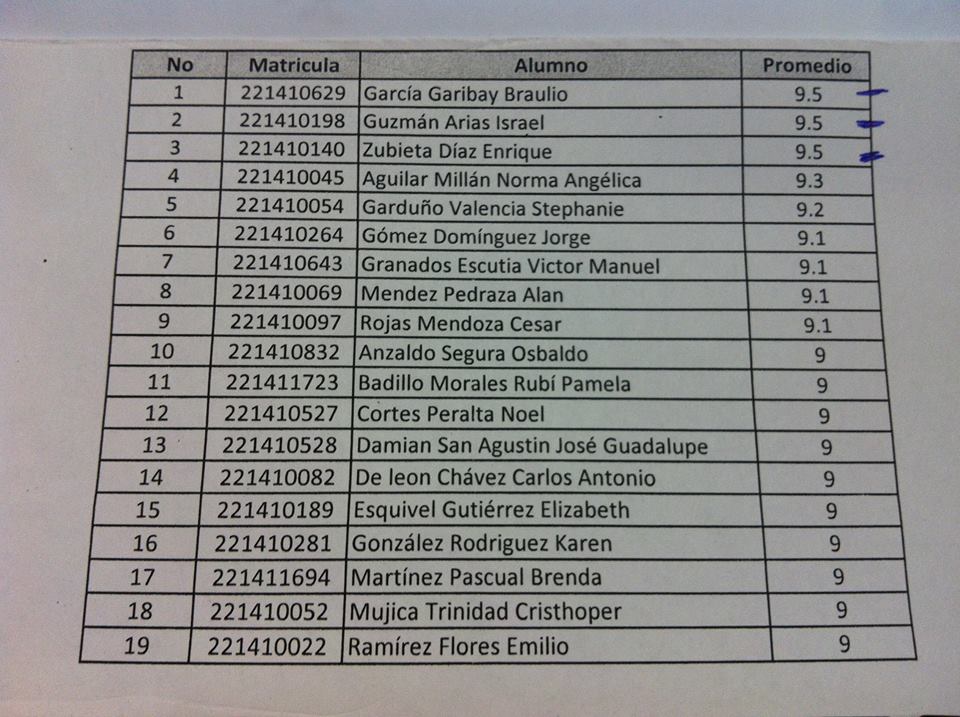 No Matricula Alumno Promedio
1 221410629 García Garibay Braulio 9.5
2 221410198 Guzmán Arias Israel 9.5
3 221410140 Zubieta Díaz Enrique 9.5
4 221410045 Aguilar Millán Norma Angélica 9.3
5 221410054 Garduño Valencia Stephanie 9.2
6 221410264 Gómez Domínguez Jorge 9.1
7 221410643 Granados Escutia Victor Manuel 9.1
8 221410069 Mendez Pedraza Alan 9.1
9 221410097 Rojas Mendoza Cesar 9.1
10 221410832 Anzaldo Segura Osbaldo 9
11 221411723 Badillo Morales Rubí Pamela 9
12 221410527 Cortes Peralta Noel 9
13 221410528 Damian San Agustin José Guadalupe 9
14 221410082 De leon Chávez Carlos Antonio 9
15 221410189 Esquivel Gutiérrez Elizabeth 9
16 221410281 González Rodriguez Karen 9
17 221411694 Martínez Pascual Brenda 9
18 221410052 Mujica Trinidad Cristhoper 9
19 221410022 Ramírez Flores Emilio 9